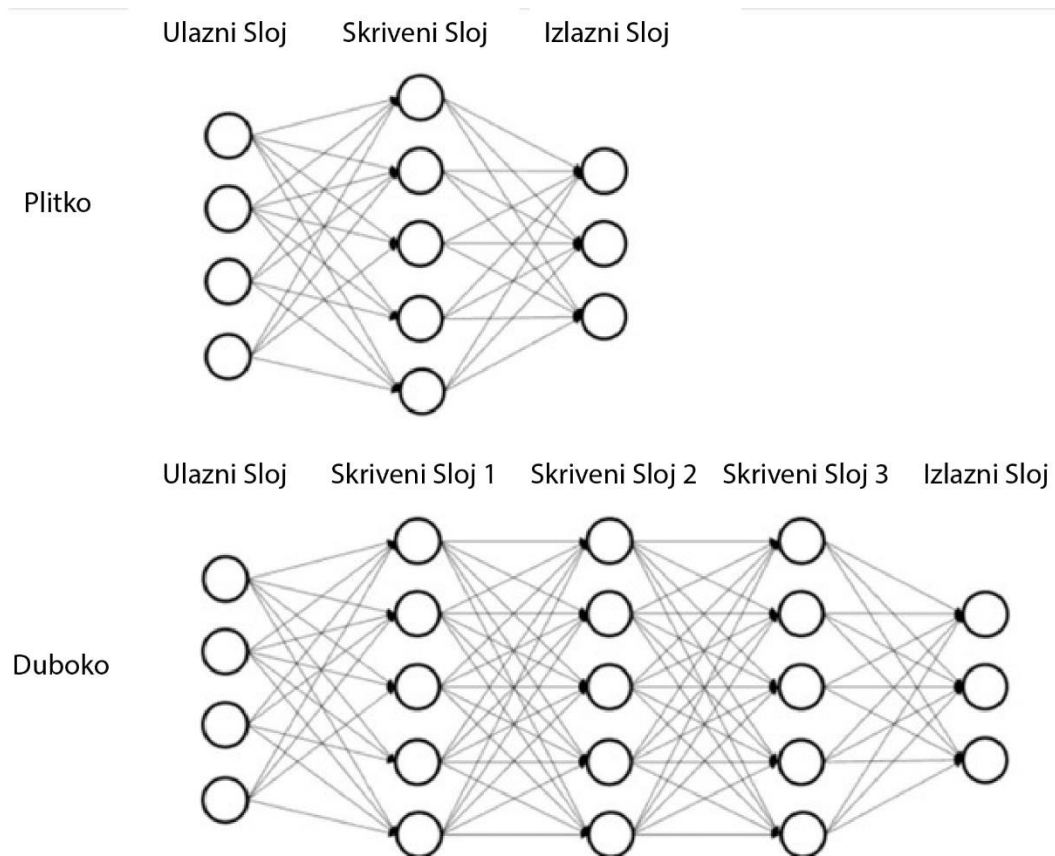 Ulazni Sloj Skriveni Sloj Izlazni Sloj
Plitko
Ulazni Sloj Skriveni Sloj 1 Skriveni Sloj 2 Skriveni Sloj 3 Izlazni Sloj
Duboko